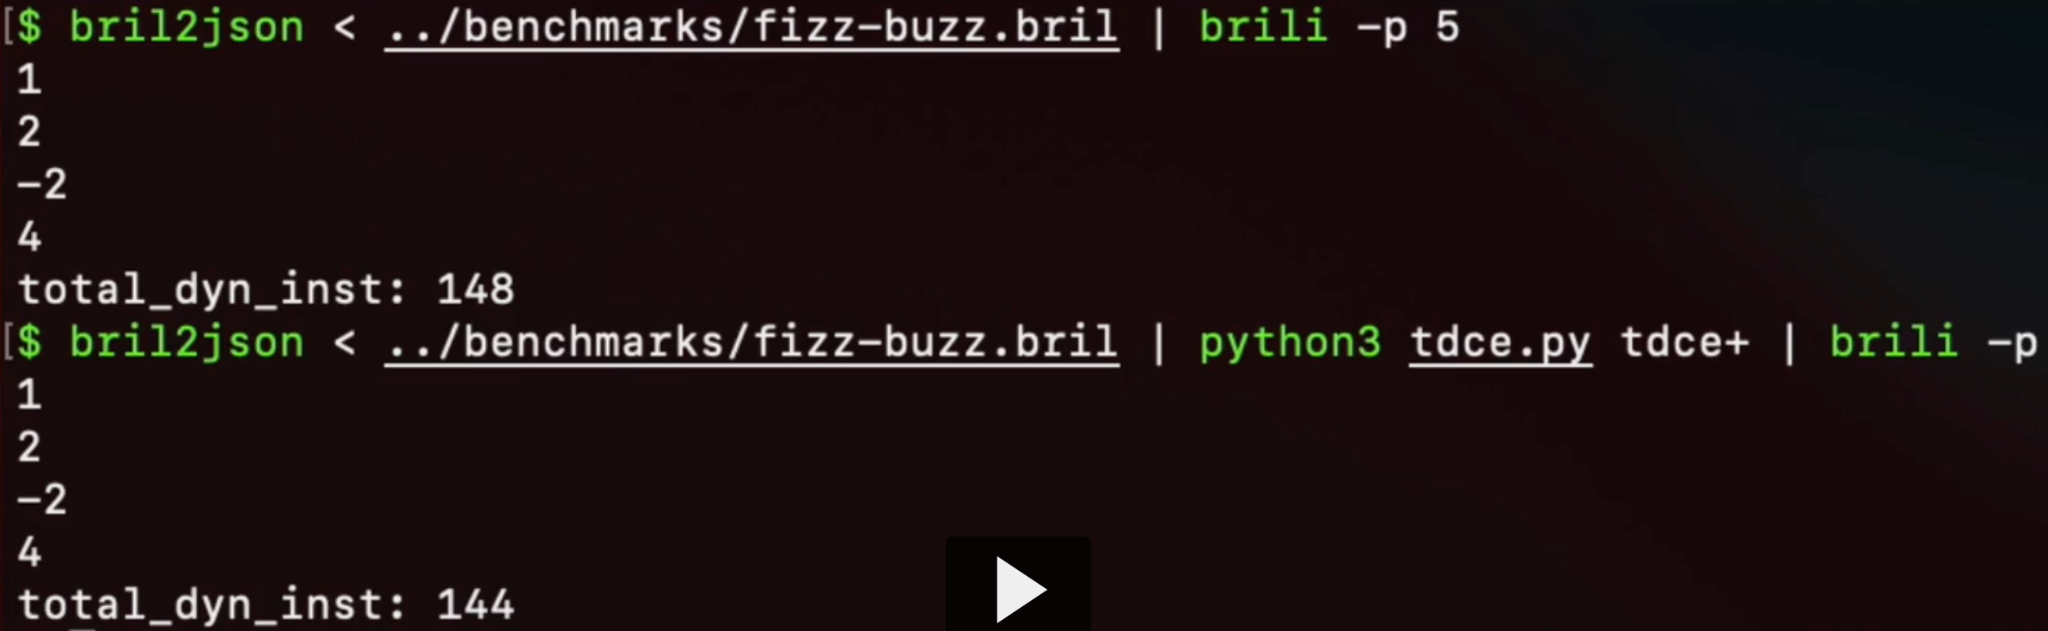 [$ bril2json < ../benchmarks/fizz-buzz.bril | brili -p 5
1
2
-2
4
total_dyn_inst: 148
[$ bril2json < ../benchmarks/fizz-buzz.bril | python3 tdce.py tdce+ | brili -p
1
2
-2
4
total_dyn_inst: 144